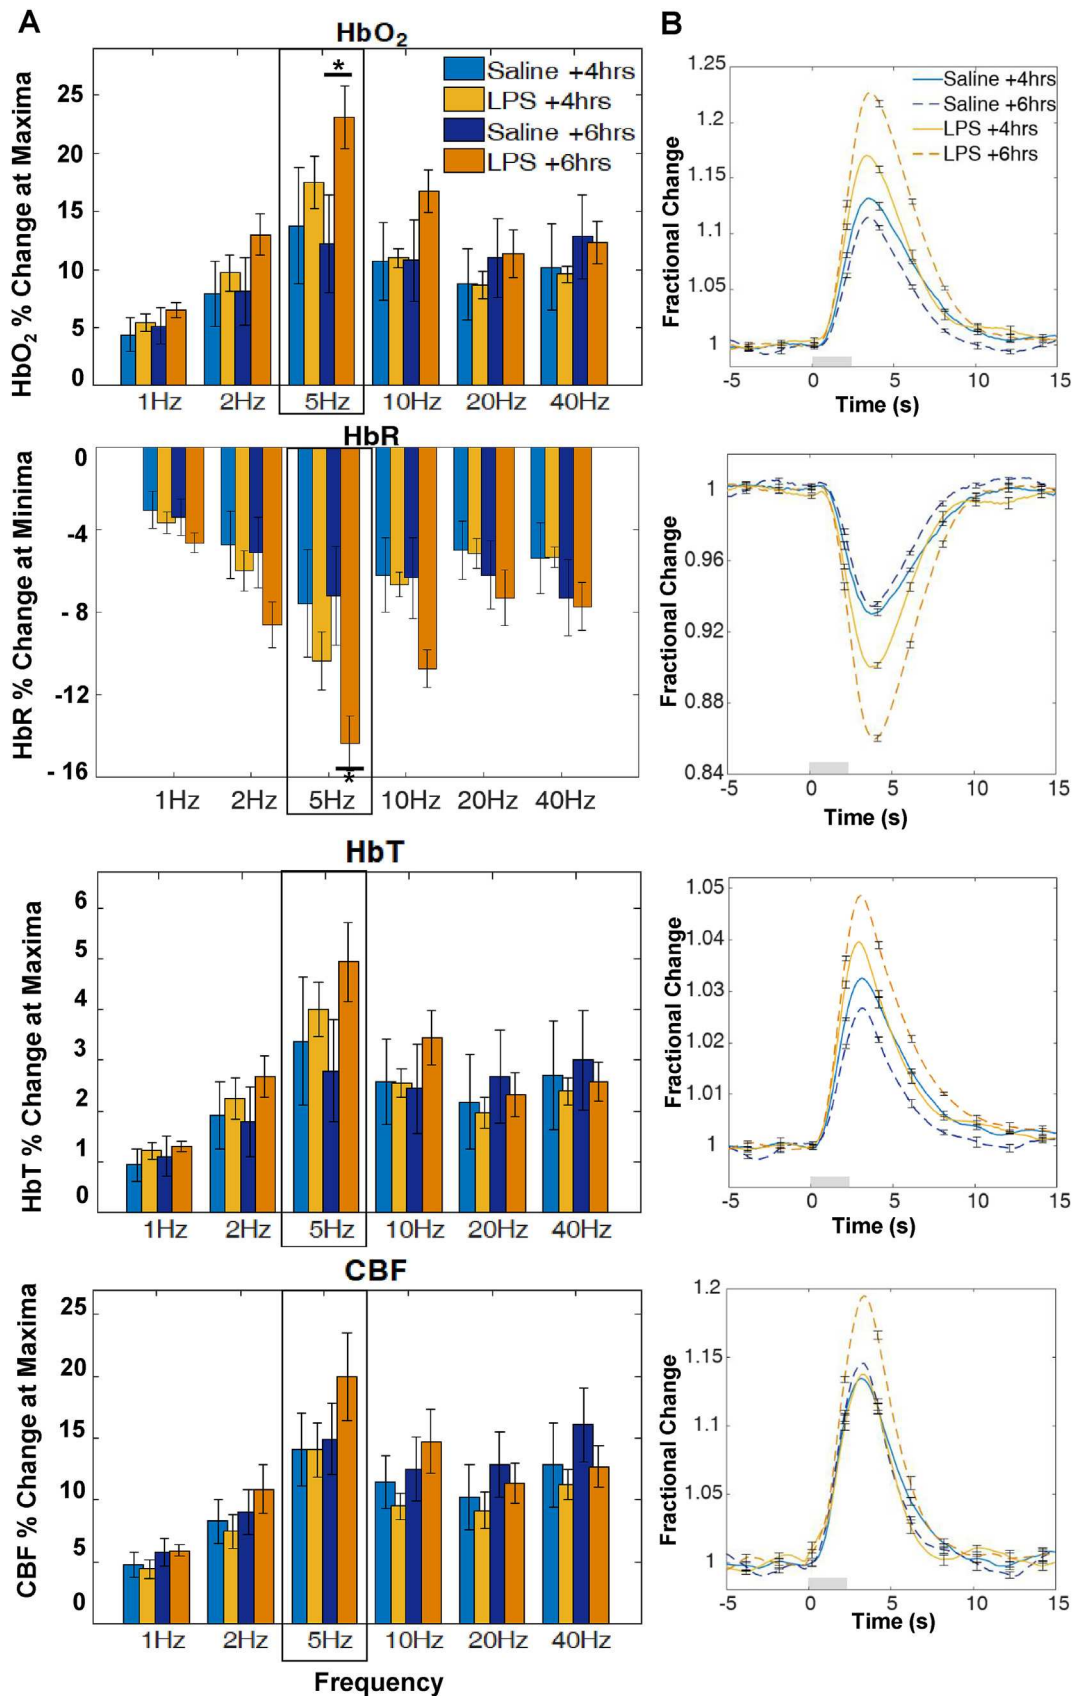 A
B
HbO2
HbO2 % Change at Maxima
25
20
15
10
5
0
*
Saline +4hrs
LPS +4hrs
Saline +6hrs
LPS +6hrs
1Hz 2Hz 5Hz 10Hz 20Hz 40Hz
Fractional Change
1.25
1.2
1.15
1.1
1.05
1
Saline +4hrs
Saline +6hrs
LPS +4hrs
LPS +6hrs
-5 0 5 10 15
Time (s)
HbR
HbR % Change at Minima
0
-4
-8
-12
-16
*
1Hz 2Hz 5Hz 10Hz 20Hz 40Hz
Fractional Change
1
0.96
0.92
0.88
0.84
-5 0 5 10 15
Time (s)
HbT
HbT % Change at Maxima
6
5
4
3
2
1
0
1Hz 2Hz 5Hz 10Hz 20Hz 40Hz
Fractional Change
1.05
1.04
1.03
1.02
1.01
1
-5 0 5 10 15
Time (s)
CBF
CBF % Change at Maxima
25
20
15
10
5
0
1Hz 2Hz 5Hz 10Hz 20Hz 40Hz
Frequency
Fractional Change
1.2
1.15
1.1
1.05
1
-5 0 5 10 15
Time (s)